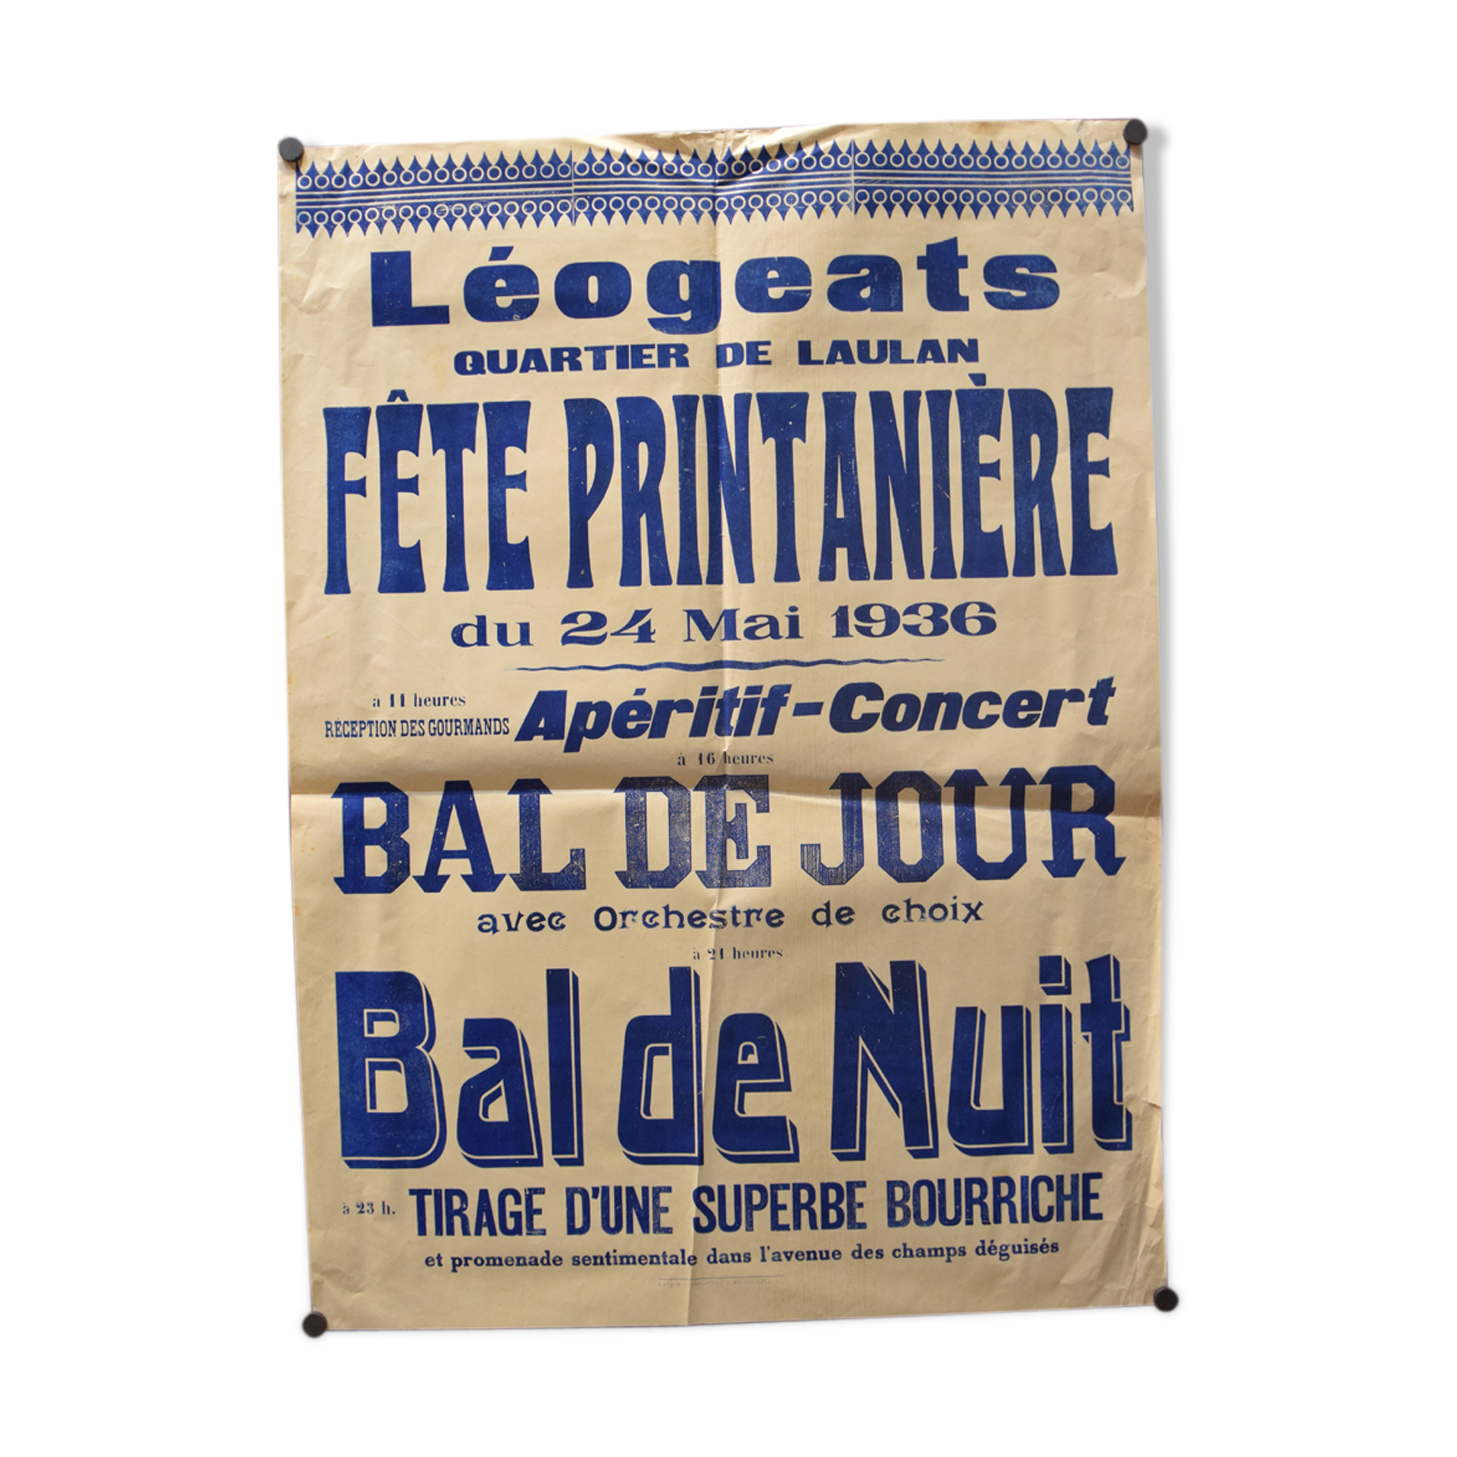 Léogeats
QUARTIER DE LAULAN
FÊTE PRINTANIÈRE
du 24 Mai 1936
à 11 heures
RÉCEPTION DES GOURMANDS Apéritif-Concert
à 16 heures
BAL DE JOUR
avec Orchestre de choix
à 21 heures
Bal de Nuit
à 23 h. TIRAGE D'UNE SUPERBE BOURRICHE
et promenade sentimentale dans l'avenue des champs déguisés